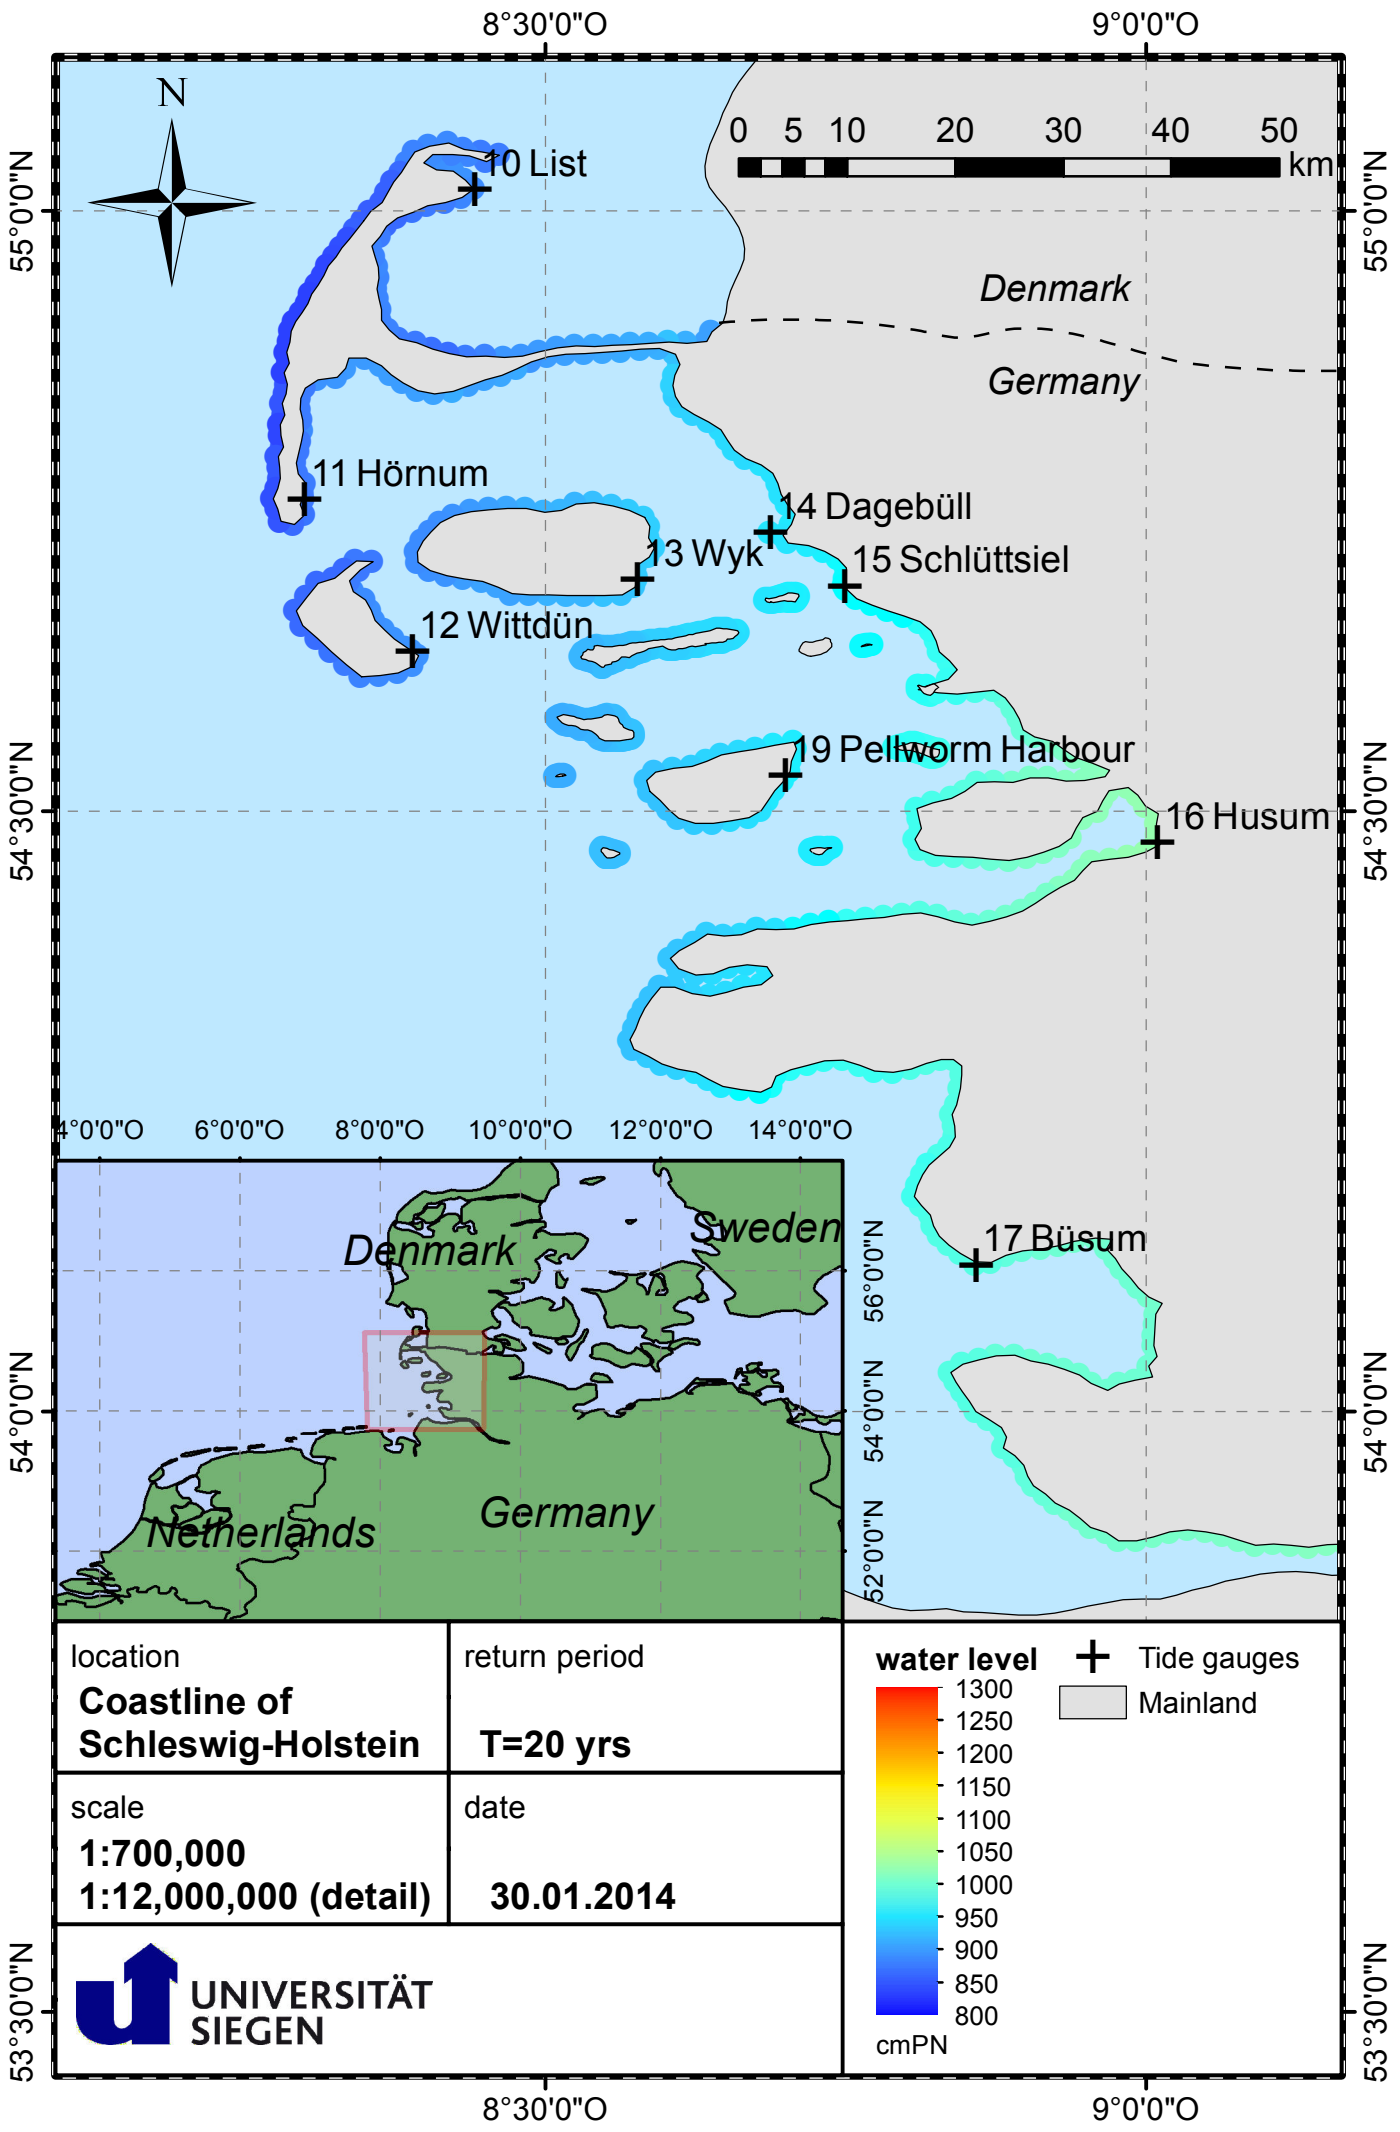 8°30'0"O
9°0'0"O
N
0 5 10 20 30 40 50
km
10 List
55°0'0"N
55°0'0"N
Denmark
Germany
11 Hörnum
14 Dagebüll
13 Wyk
15 Schlüttsiel
12 Wittdün
19 Pellworm Harbour
54°30'0"N
16 Husum
54°30'0"N
4°0'0"O 6°0'0"O 8°0'0"O 10°0'0"O 12°0'0"O 14°0'0"O
Sweden
Denmark
56°0'0"N
17 Büsum
54°0'0"N
54°0'0"N
54°0'0"N
Germany
Netherlands
52°0'0"N
location
Coastline of
Schleswig-Holstein
return period
T=20 yrs
scale
1:700,000
1:12,000,000 (detail)
date
30.01.2014
UNIVERSITÄT
SIEGEN
water level
1300
1250
1200
1150
1100
1050
1000
950
900
850
800
cmPN
Tide gauges
Mainland
53°30'0"N
53°30'0"N
8°30'0"O
9°0'0"O